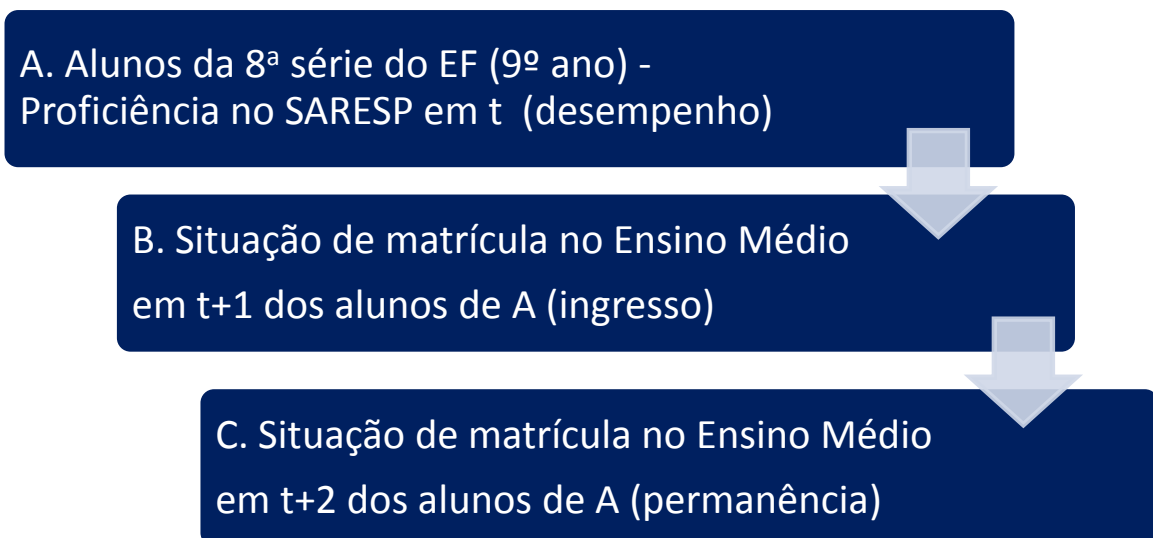 A. Alunos da 8ª série do EF (9º ano) -
Proficiência no SARESP em t (desempenho)
B. Situação de matrícula no Ensino Médio
em t+1 dos alunos de A (ingresso)
C. Situação de matrícula no Ensino Médio
em t+2 dos alunos de A (permanência)